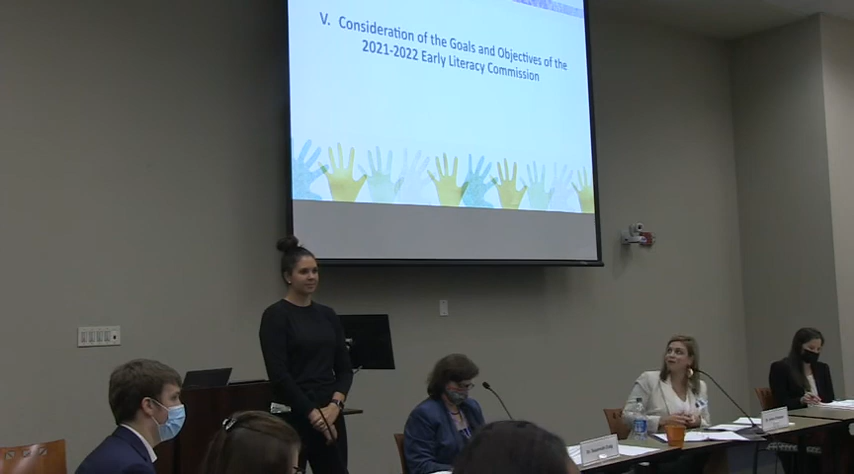 V. Consideration of the Goals and Objectives of the
2021-2022 Early Literacy Commission